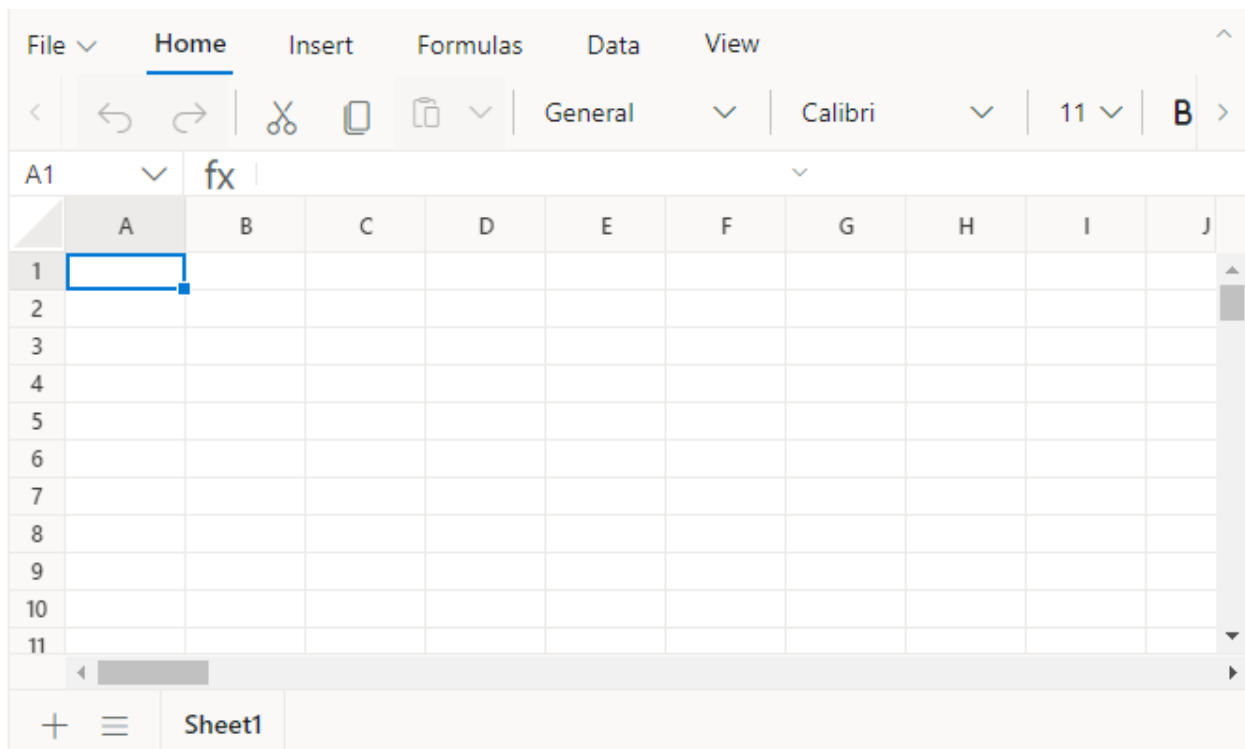 File Home Insert Formulas Data View
General Calibri 11 B
A1 fx
A B C D E F G H I J
1
2
3
4
5
6
7
8
9
10
11
Sheet1